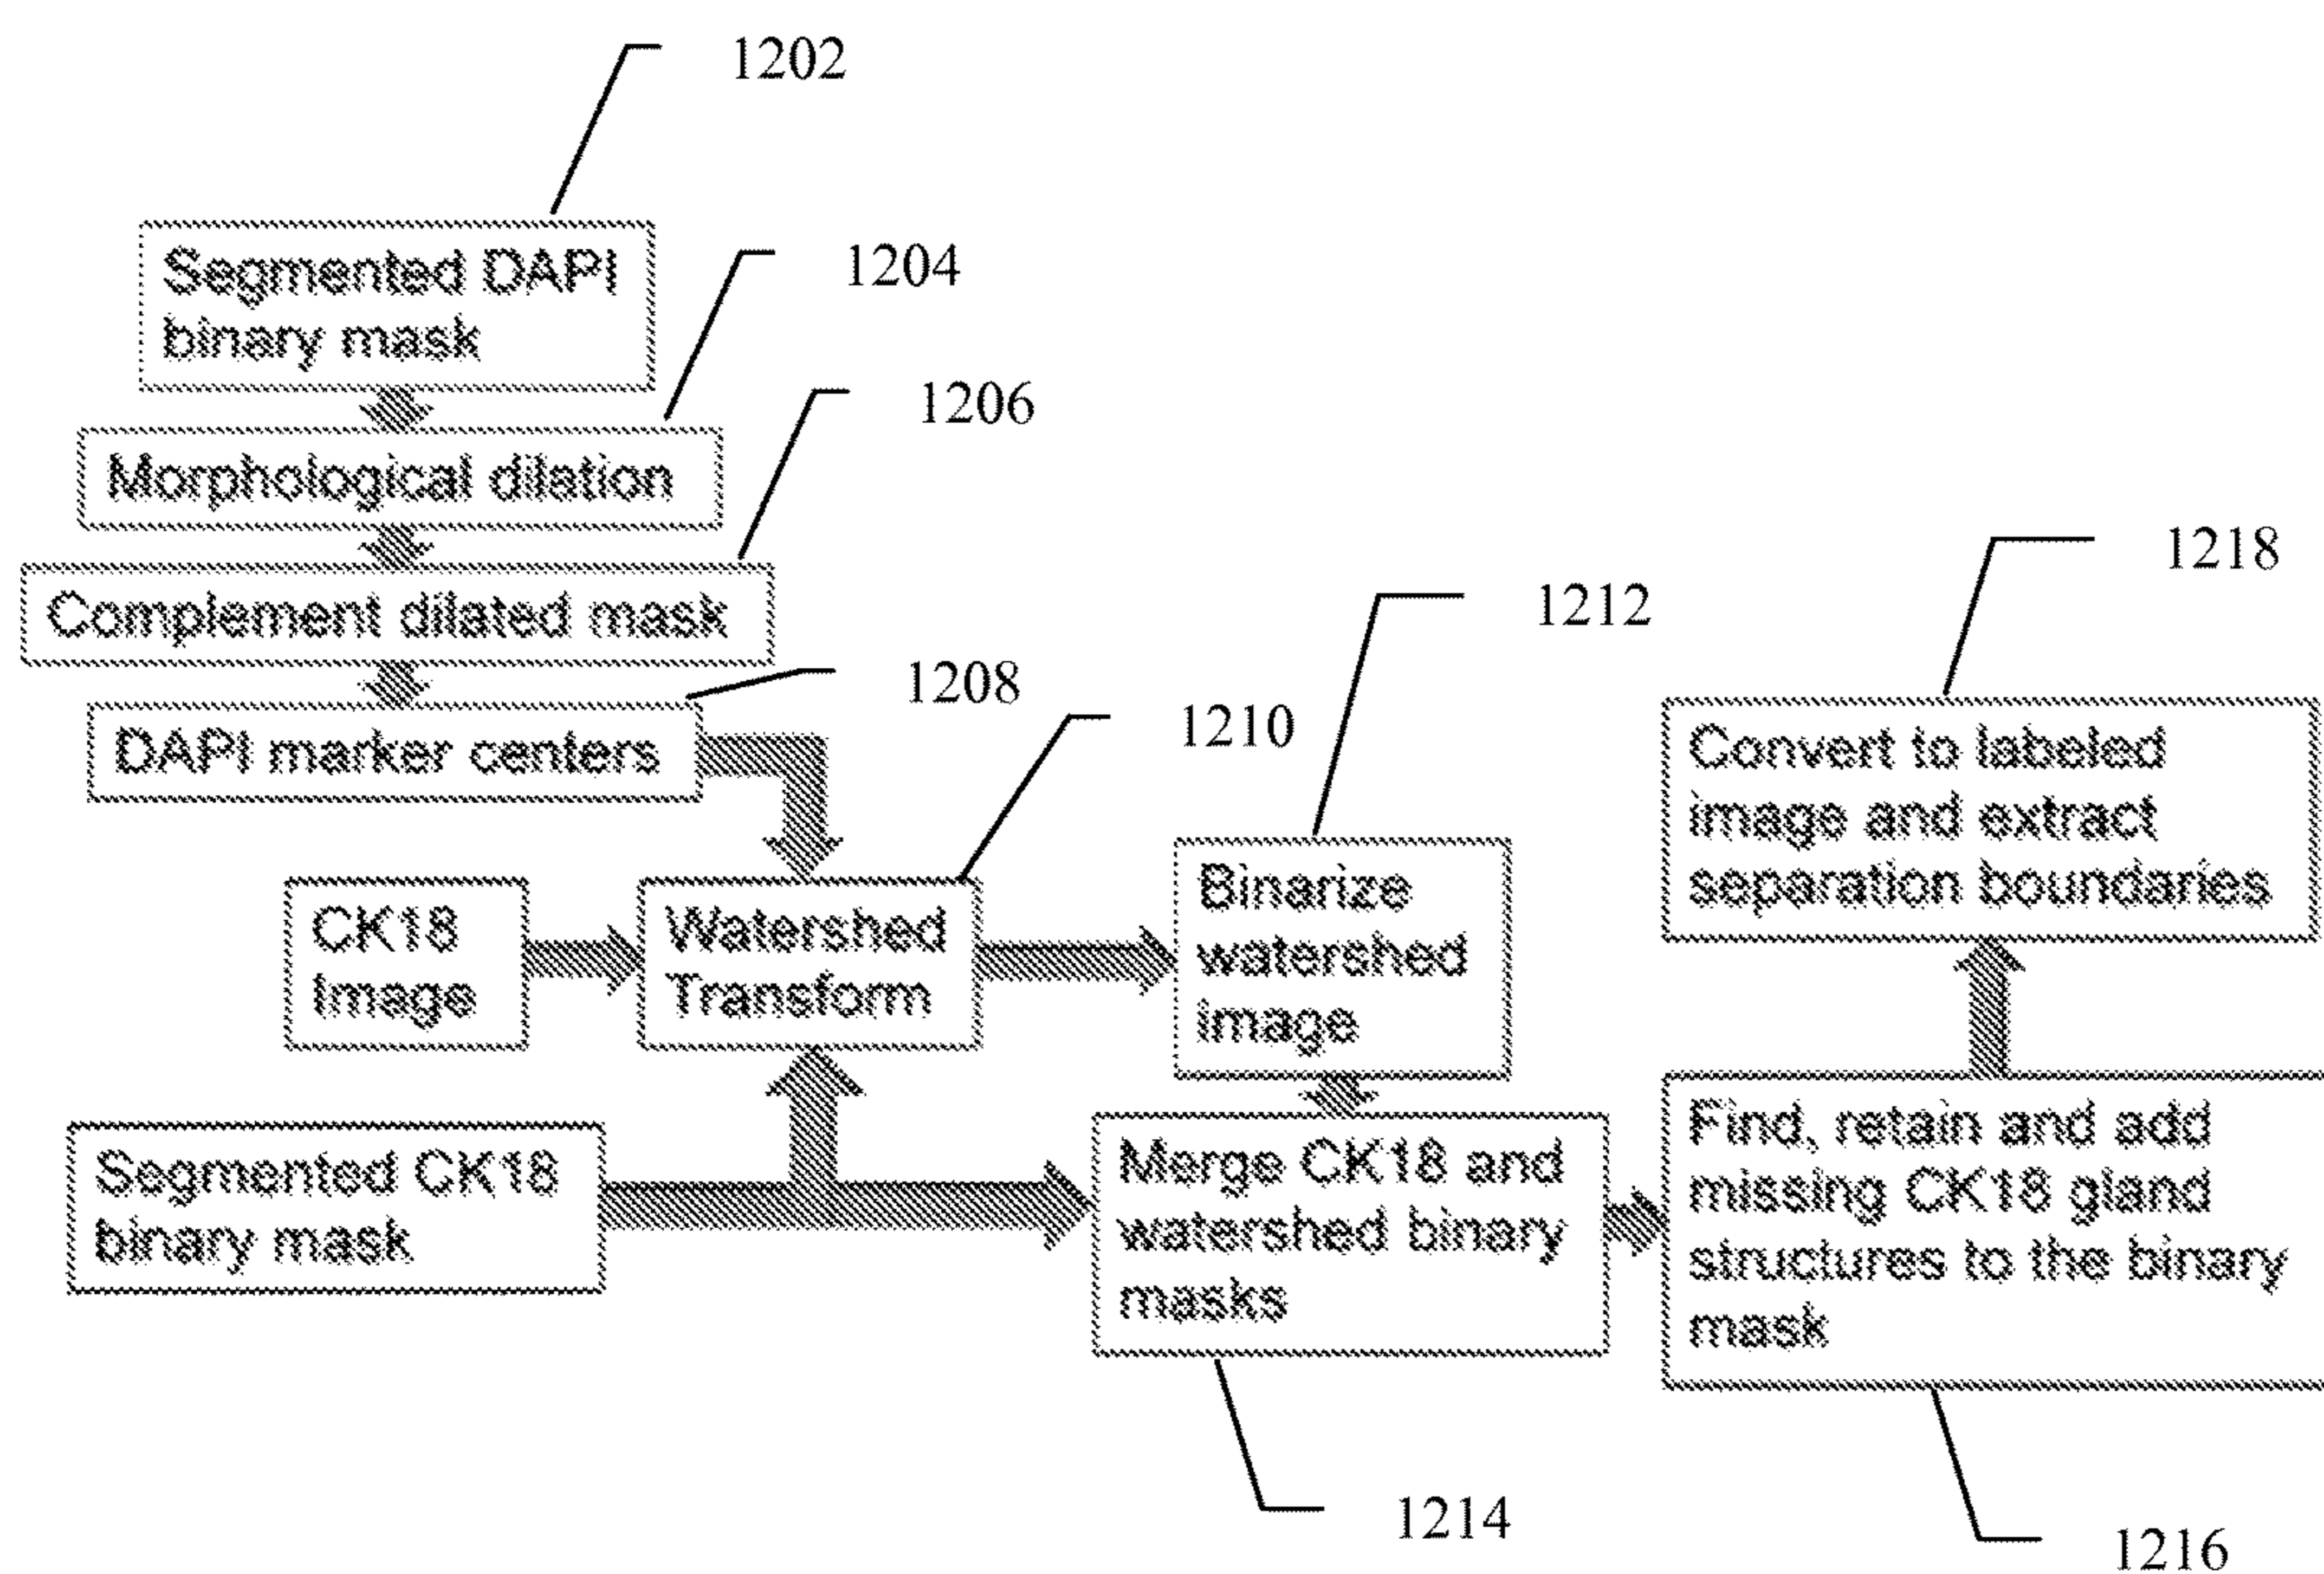 1202
Segmented DAPI
binary mask
1204
Morphological dilation
1206
Complement dilated mask
1208
DAPI marker centers
1210
CK18
Image
Watershed
Transform
1212
Binarize
watershed
image
Segmented CK18
binary mask
Merge CK18 and
watershed binary
masks
1214
1218
Convert to labeled
image and extract
separation boundaries
Find, retain and add
missing CK18 gland
structures to the binary
mask
1216